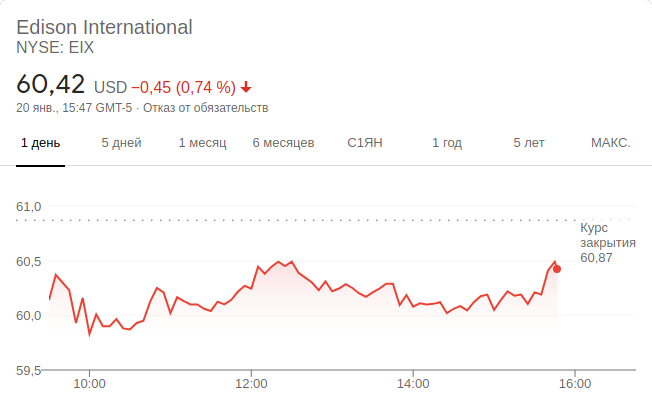 Edison International
NYSE: EIX
60,42 USD −0,45 (0,74 %)
20 янв., 15:47 GMT-5 · Отказ от обязательств
1 день 5 дней 1 месяц 6 месяцев С1ЯН 1 год 5 лет МАКС.
61,0
Курс
закрытия
60,87
60,5
60,0
59,5
10:00 12:00 14:00 16:00